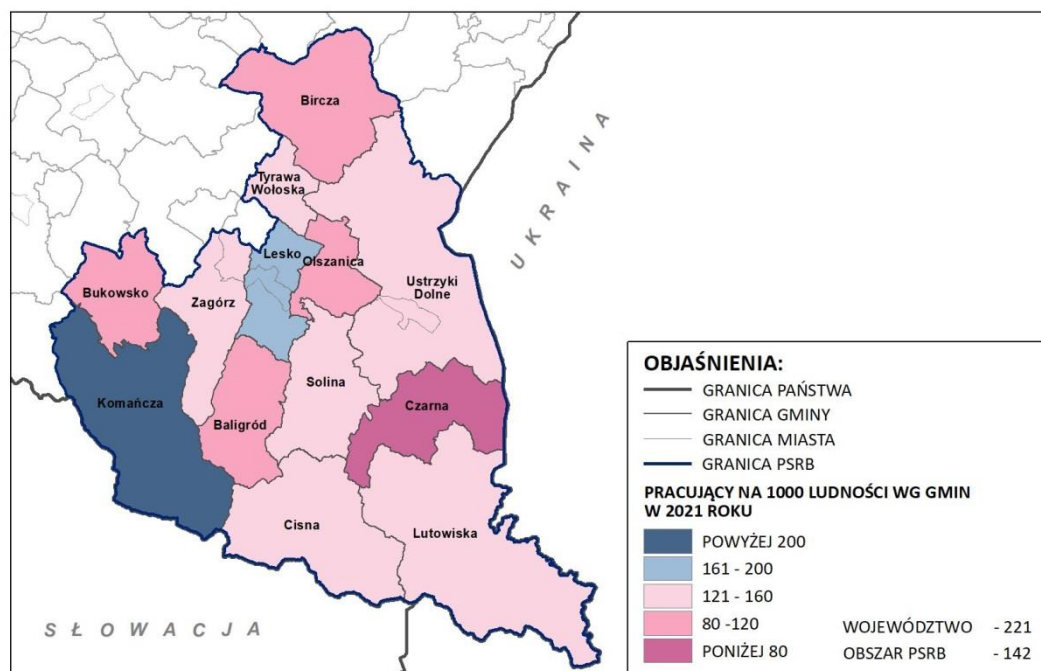 Bircza
UKRAINA
Tyrawa
Wołoska
Lesko
Olszanica
Bukowsko
Zagórz
Ustrzyki
Dolne
Solina
Komańcza
Czarna
Baligród
Cisna
Lutowiska
SŁOWACJA
OBJAŚNIENIA:
GRANICA PAŃSTWA
GRANICA GMINY
GRANICA MIASTA
GRANICA PSRB
PRACUJĄCY NA 1000 LUDNOŚCI WG GMIN
W 2021 ROKU
POWYŻEJ 200
161 - 200
121 - 160
80 -120
PONIŻEJ 80
WOJEWÓDZTWO - 221
OBSZAR PSRB - 142